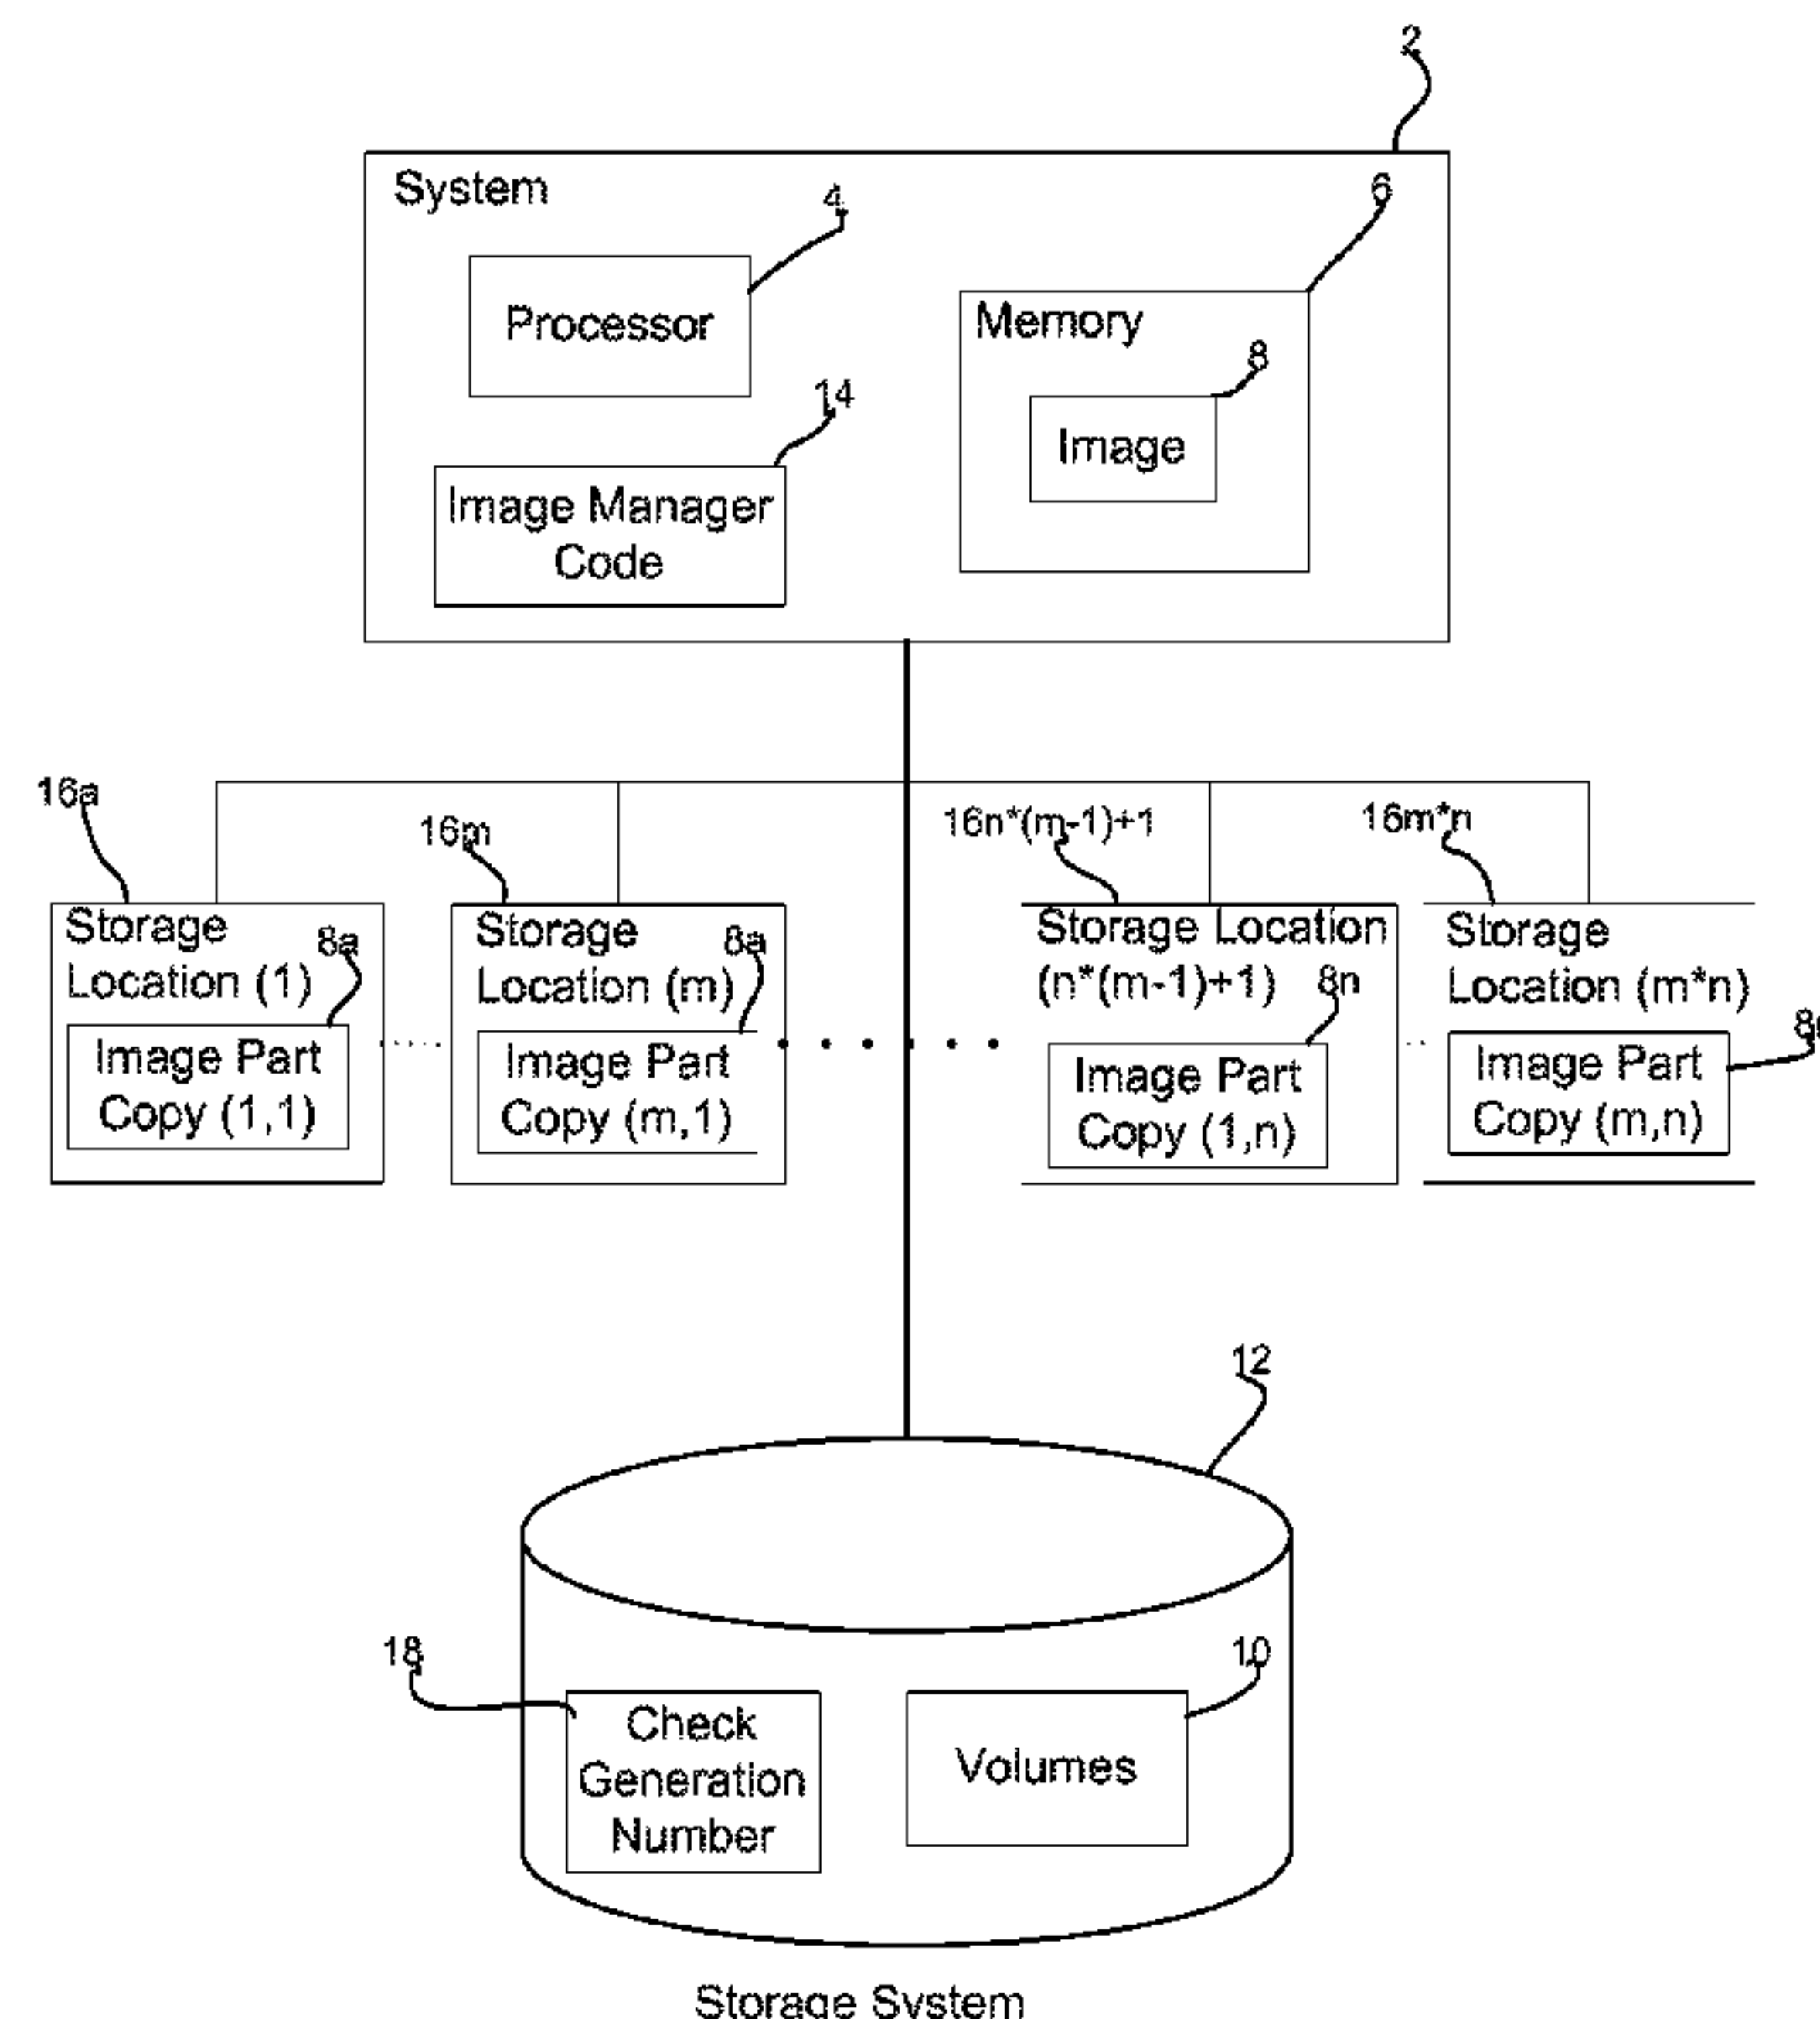 2
System
4
6
Processor
Memory
8
14
Image
Image Manager
Code
16a
16m
16n*(m-1)+1
16m*n
Storage
Location (1)
8a
Storage
Location (m)
8a
Storage Location
(n*(m-1)+1)
8n
Storage
Location (m*n)
Image Part
Copy (1,1)
Image Part
Copy (m,1)
Image Part
Copy (1,n)
Image Part
Copy (m,n)
12
18
10
Check
Generation
Number
Volumes
Storage System